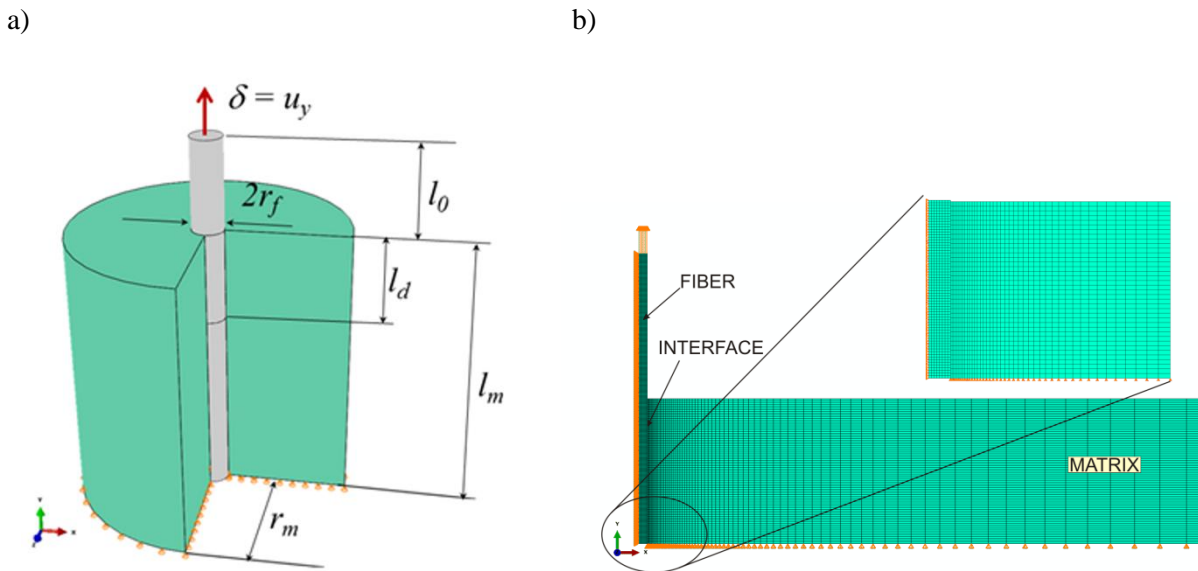 a)
b)
δ = u_y
2r_f
l_0
l_d
l_m
r_m
Y
X
Z
FIBER
INTERFACE
MATRIX
Y
X